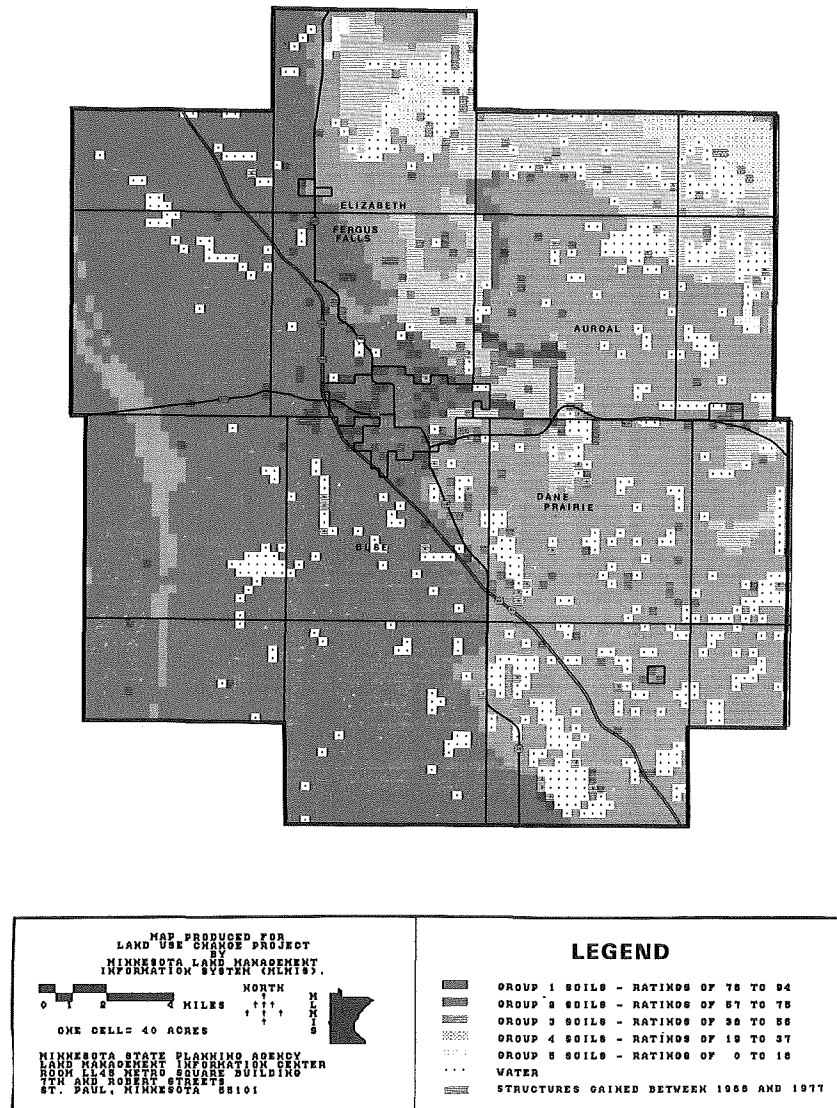 ELIZABETH
FERGUS
FALLS
AURDAL
DANE
PRAIRIE
BUSE
MAP PRODUCED FOR
LAND USE CHANGE PROJECT
BY
MINNESOTA LAND MANAGEMENT
INFORMATION SYSTEM (MLMIS).
NORTH
0 1 2 4 MILES
MLMIS
ONE CELL= 40 ACRES
MINNESOTA STATE PLANNING AGENCY
LAND MANAGEMENT INFORMATION CENTER
ROOM LL45 METRO SQUARE BUILDING
7TH AND ROBERT STREETS
ST. PAUL, MINNESOTA 55101
LEGEND
GROUP 1 SOILS - RATINGS OF 76 TO 94
GROUP 2 SOILS - RATINGS OF 57 TO 75
GROUP 3 SOILS - RATINGS OF 38 TO 56
GROUP 4 SOILS - RATINGS OF 19 TO 37
GROUP 5 SOILS - RATINGS OF 0 TO 18
WATER
STRUCTURES GAINED BETWEEN 1966 AND 1977